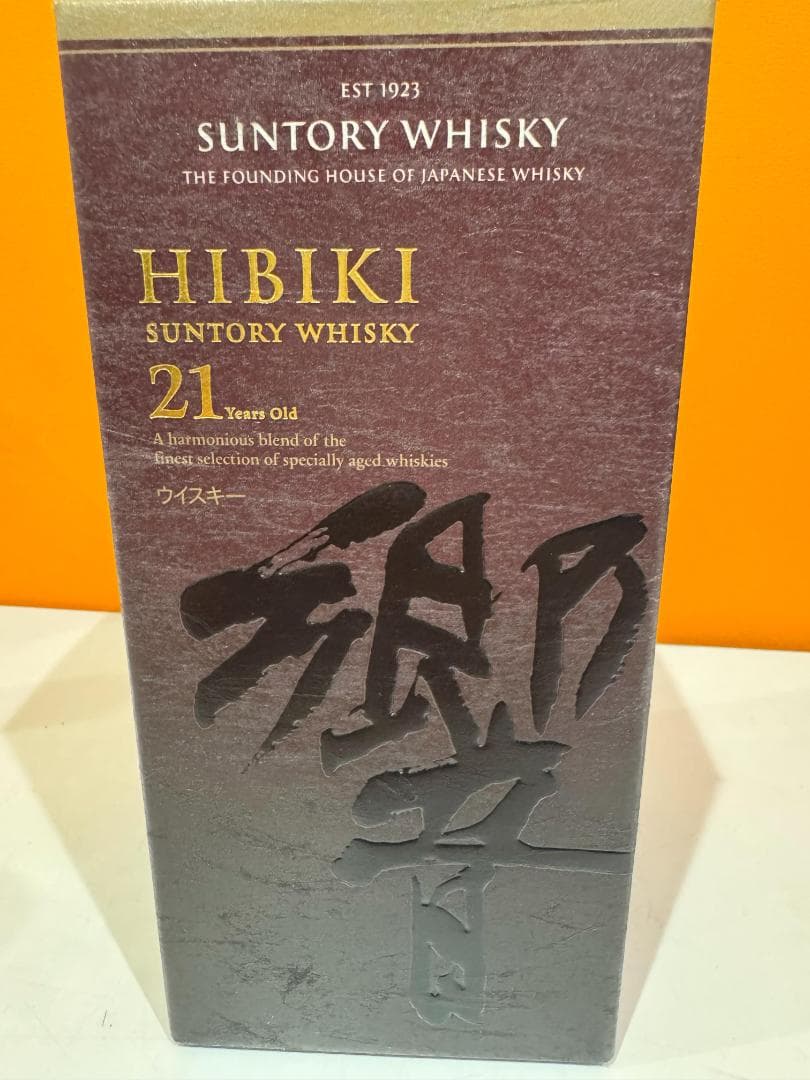 EST 1923
SUNTORY WHISKY
THE FOUNDING HOUSE OF JAPANESE WHISKY
HIBIKI
SUNTORY WHISKY
21 Years Old
A harmonious blend of the
finest selection of specially aged whiskies
ウイスキー
響